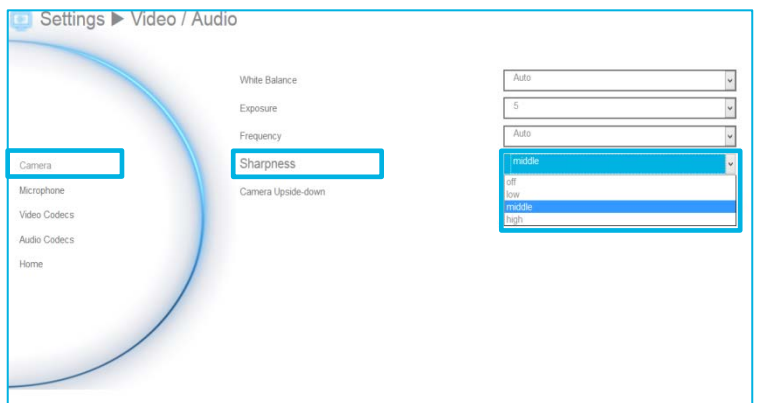 Settings ▶ Video / Audio
White Balance Auto
Exposure 5
Frequency Auto
Camera
Sharpness middle
Microphone
Camera Upside-down
off
low
middle
high
Video Codecs
Audio Codecs
Home